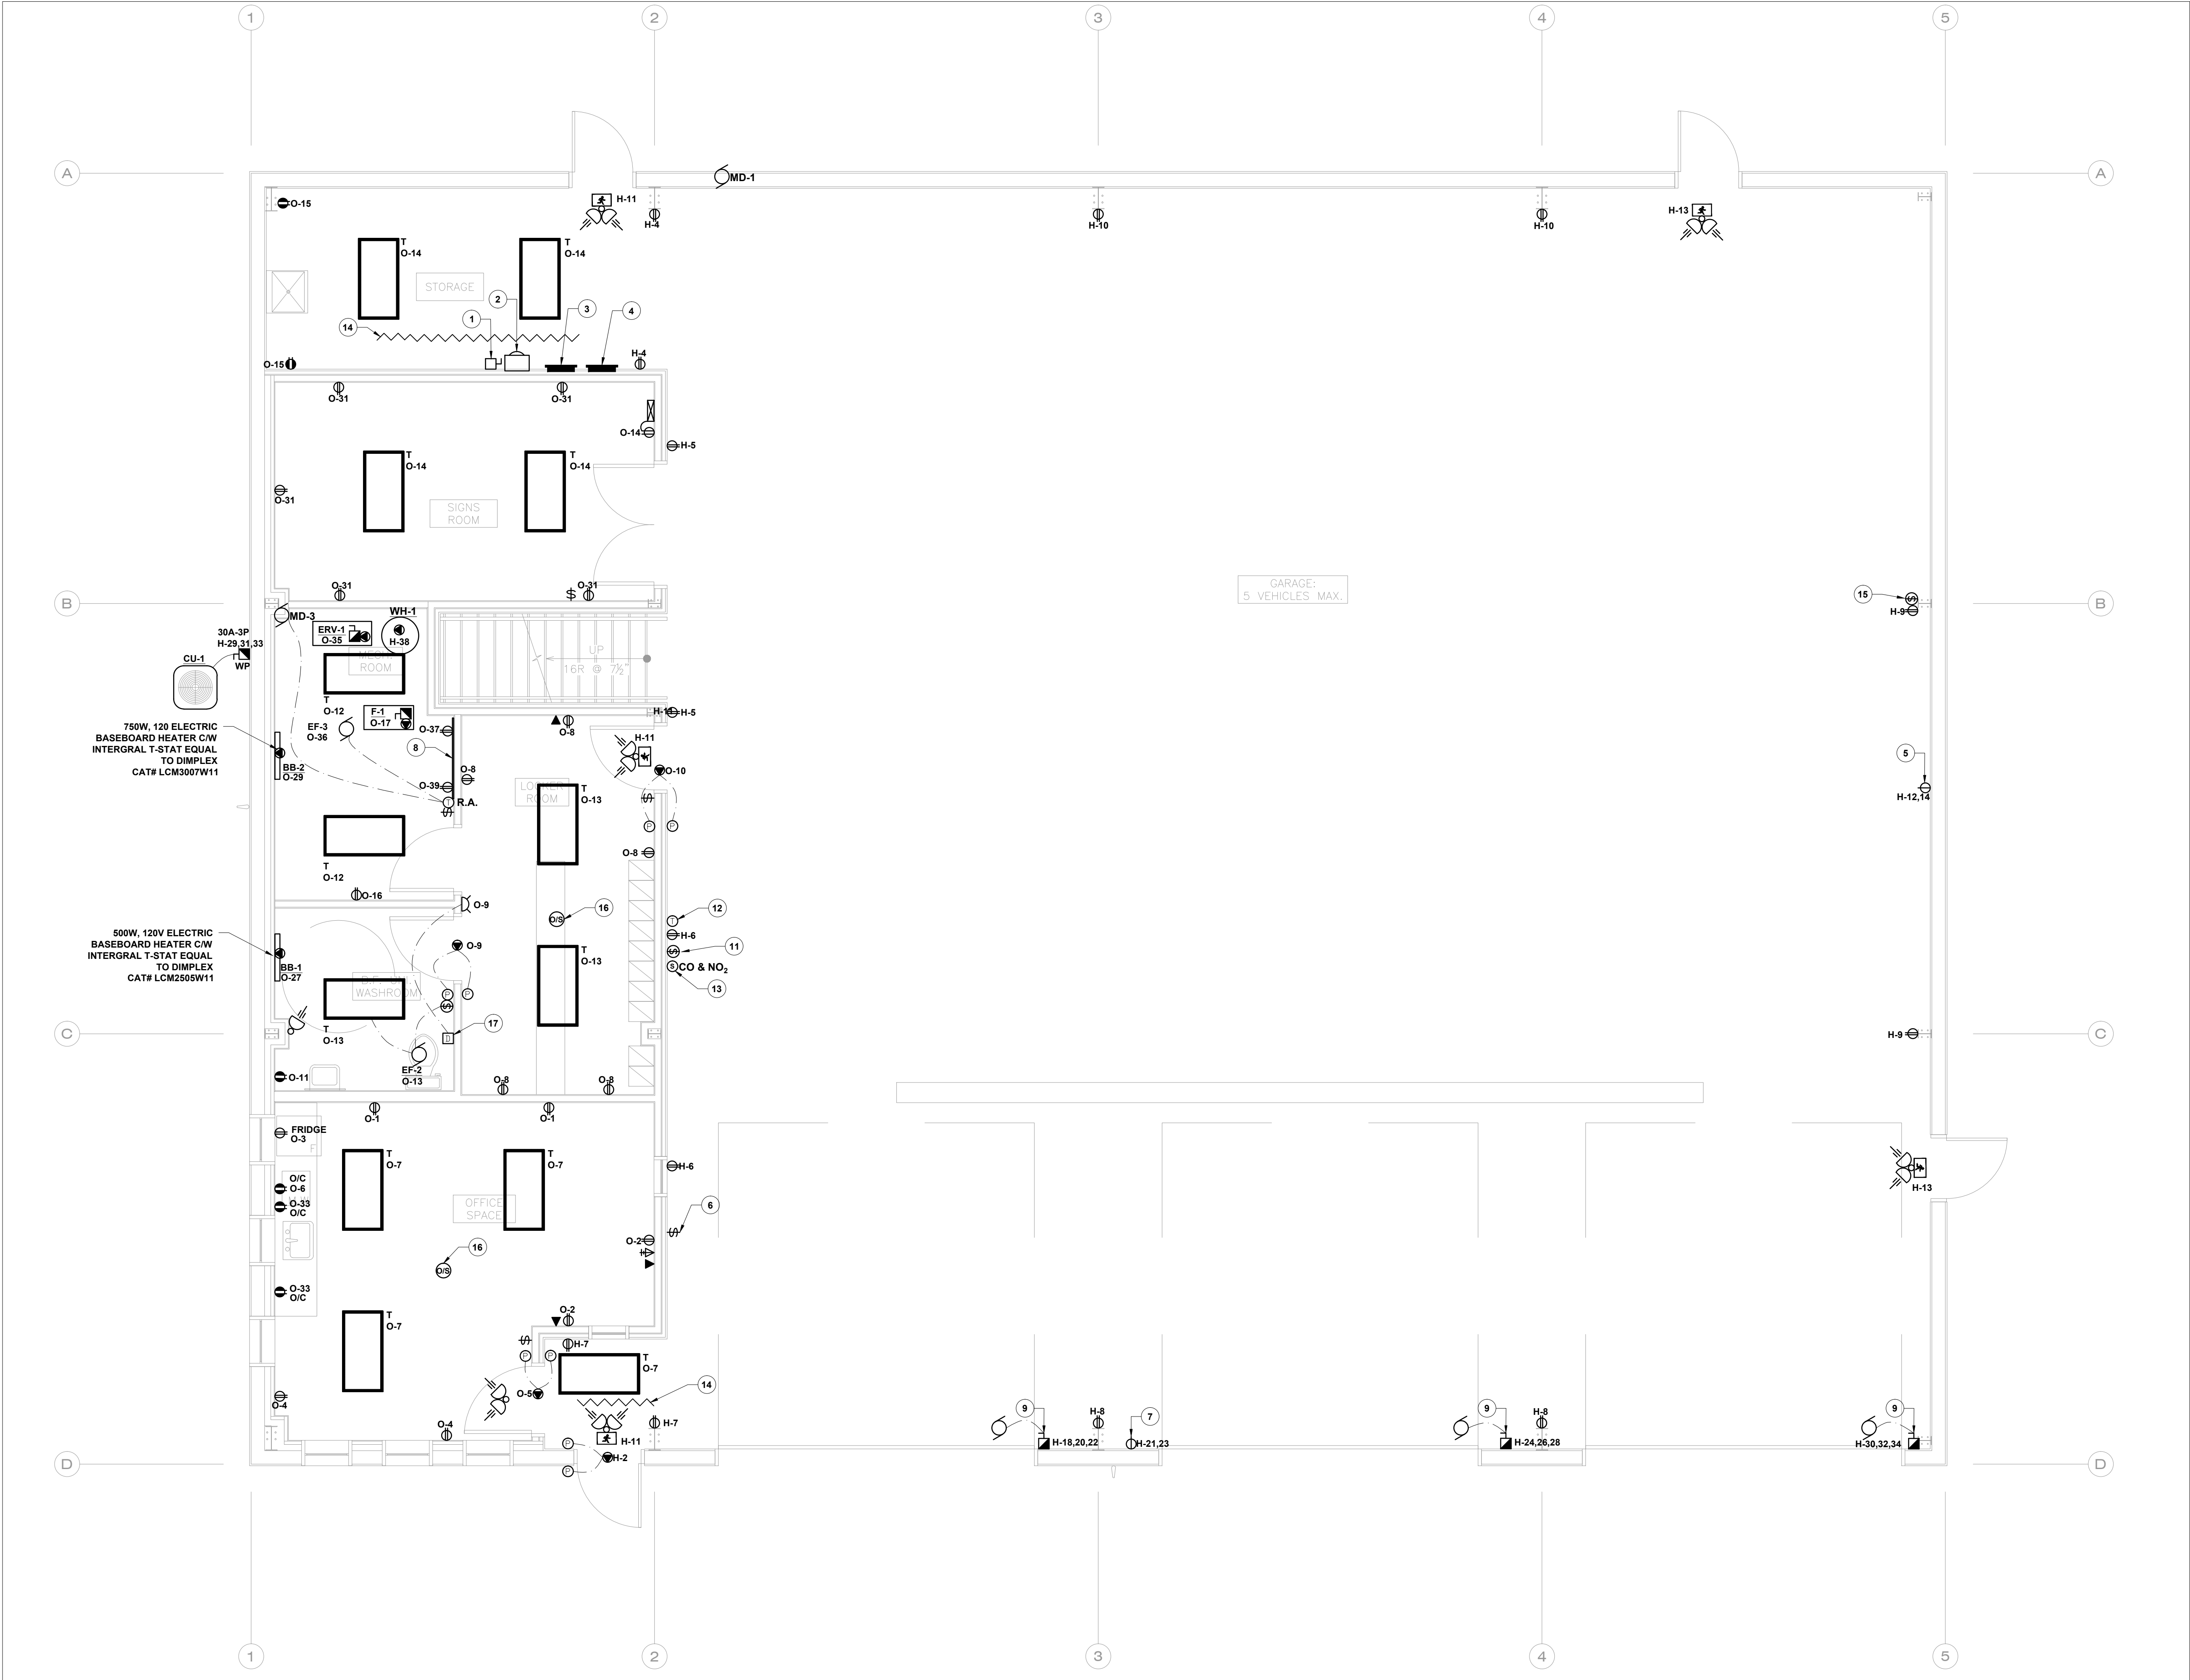 1
2
3
4
5
A
A
MD-1
O-15
H-11
H-4
H-10
H-10
H-13
T
O-14
T
O-14
STORAGE
2
1
3
4
14
O-15
H-4
O-31
O-31
O-14
H-5
T
O-14
T
O-14
O-31
SIGNS
ROOM
O-31
O-31
GARAGE:
5 VEHICLES MAX.
B
B
15
H-9
MD-3
WH-1
H-38
ERV-1
O-35
30A-3P
H-29,31,33
WP
CU-1
ROOM
UP
16R @ 7½"
T
O-12
F-1
O-17
EF-3
O-36
H-5
O-8
O-37
8
H-11
O-8
O-10
O-39
T
R.A.
750W, 120 ELECTRIC
BASEBOARD HEATER C/W
INTERGRAL T-STAT EQUAL
TO DIMPLEX
CAT# LCM3007W11
BB-2
O-29
LOCKER
ROOM
T
O-13
5
H-12,14
P
P
O-8
T
O-12
O-16
O-9
O/S
16
T
12
H-6
11
S
CO & NO₂
13
O-9
T
O-13
500W, 120V ELECTRIC
BASEBOARD HEATER C/W
INTERGRAL T-STAT EQUAL
TO DIMPLEX
CAT# LCM2505W11
BB-1
O-27
WASHROOM
P
P
17
D
C
C
T
O-13
H-9
EF-2
O-13
O-11
O-8
O-8
O-1
O-1
FRIDGE
O-3
F
T
O-7
T
O-7
H-6
H-13
O/C
O-6
O-33
O/C
OFFICE
SPACE
6
O-2
16
O/S
O-33
O/C
T
O-7
O-2
H-7
P
P
T
O-7
O-5
14
O-4
O-4
H-7
H-11
P
P
H-2
9
H-8
7
H-18,20,22
H-21,23
9
H-8
H-24,26,28
9
H-30,32,34
D
D
1
2
3
4
5